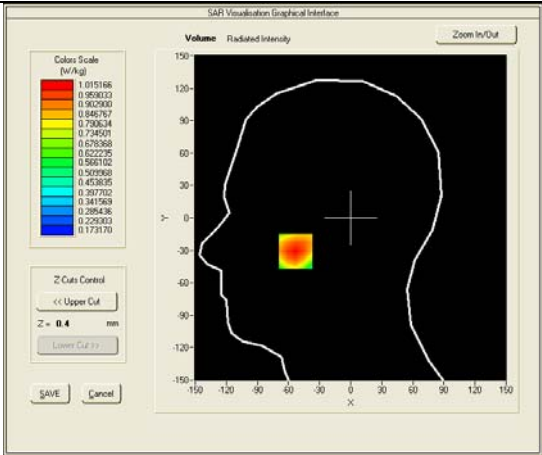 SAR Visualisation Graphical Interface
Volume Radiated Intensity
Zoom In/Out
Colors Scale
(W/kg)
1.015166
0.959033
0.902900
0.846767
0.790634
0.734501
0.678368
0.622235
0.566102
0.509968
0.453835
0.397702
0.341569
0.285436
0.229303
0.173170
150-
120-
90-
60-
30-
0-
-30-
-60-
-90-
-120-
-150-
Y
-150 -120 -90 -60 -30 0 30 60 90 120 150
X
Z Cuts Control
<< Upper Cut
Z = 0.4 mm
Lower Cut >>
SAVE Cancel